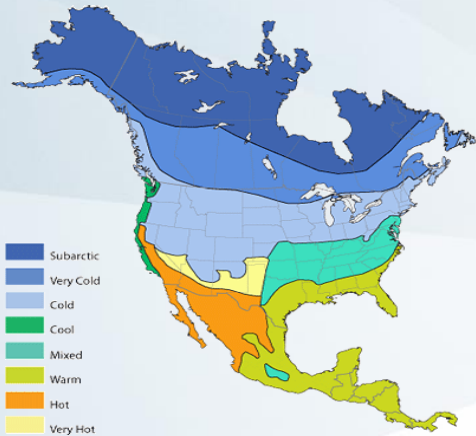 Subarctic
Very Cold
Cold
Cool
Mixed
Warm
Hot
Very Hot